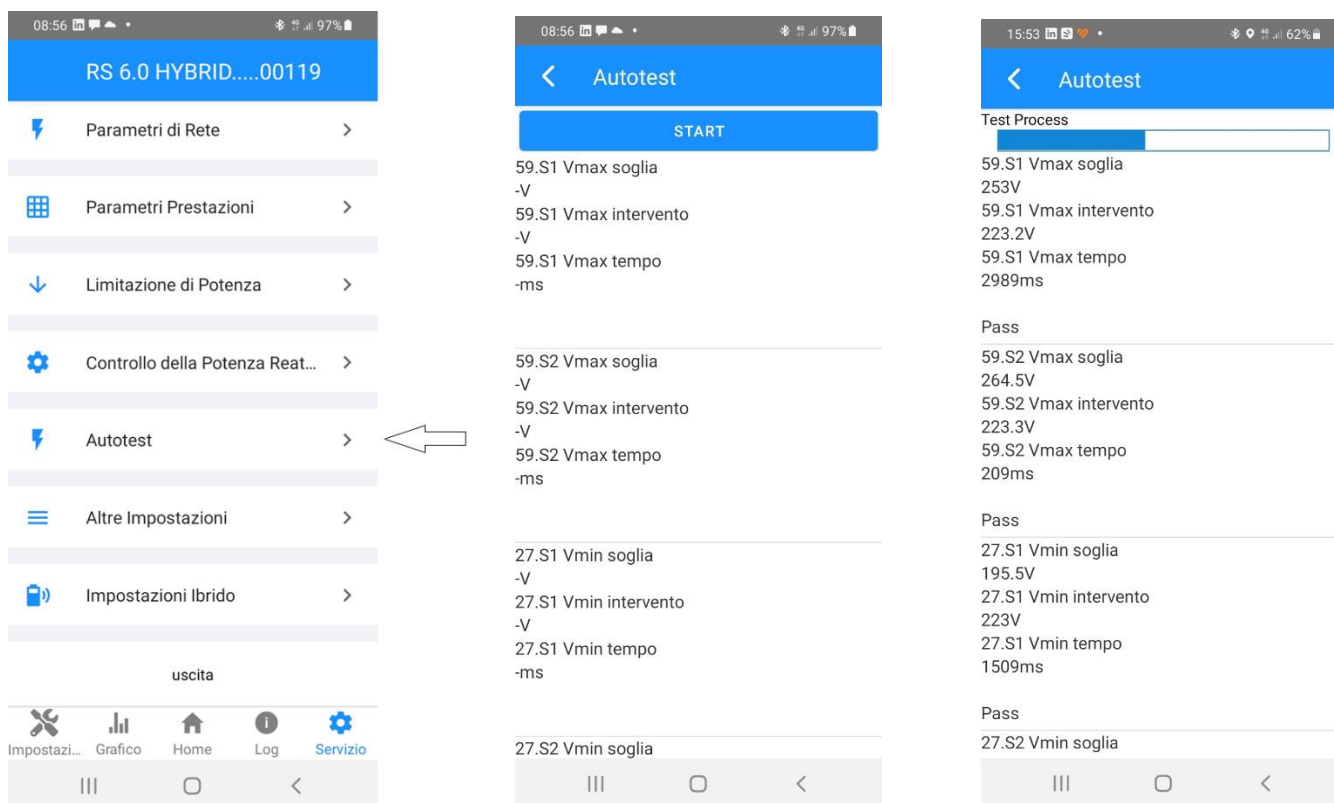 08:56
97%
RS 6.0 HYBRID.....00119
Parametri di Rete
Parametri Prestazioni
Limitazione di Potenza
Controllo della Potenza Reat...
Autotest
Altre Impostazioni
Impostazioni Ibrido
uscita
Impostazi...
Grafico
Home
Log
Servizio
08:56
97%
Autotest
START
59.S1 Vmax soglia
-V
59.S1 Vmax intervento
-V
59.S1 Vmax tempo
-ms
59.S2 Vmax soglia
-V
59.S2 Vmax intervento
-V
59.S2 Vmax tempo
-ms
27.S1 Vmin soglia
-V
27.S1 Vmin intervento
-V
27.S1 Vmin tempo
-ms
27.S2 Vmin soglia
15:53
62%
Autotest
Test Process
59.S1 Vmax soglia
253V
59.S1 Vmax intervento
223.2V
59.S1 Vmax tempo
2989ms
Pass
59.S2 Vmax soglia
264.5V
59.S2 Vmax intervento
223.3V
59.S2 Vmax tempo
209ms
Pass
27.S1 Vmin soglia
195.5V
27.S1 Vmin intervento
223V
27.S1 Vmin tempo
1509ms
Pass
27.S2 Vmin soglia